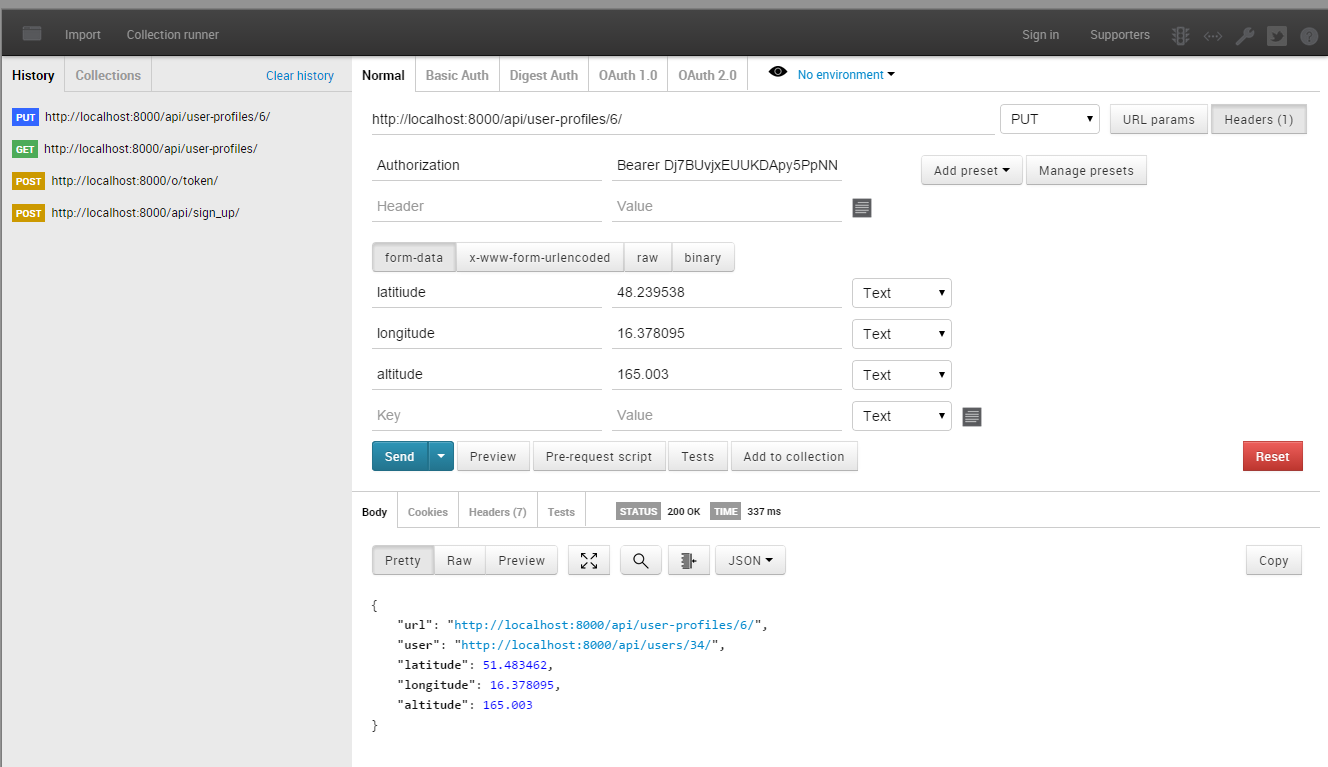 Import Collection runner Sign in Supporters
History Collections Clear history
PUT http://localhost:8000/api/user-profiles/6/
GET http://localhost:8000/api/user-profiles/
POST http://localhost:8000/o/token/
POST http://localhost:8000/api/sign_up/
Normal Basic Auth Digest Auth OAuth 1.0 OAuth 2.0 No environment
http://localhost:8000/api/user-profiles/6/ PUT URL params Headers (1)
Authorization Bearer Dj7BUvjxEUUKDApy5PpNN Add preset Manage presets
Header Value
form-data x-www-form-urlencoded raw binary
latitiude 48.239538 Text
longitude 16.378095 Text
altitude 165.003 Text
Key Value Text
Send Preview Pre-request script Tests Add to collection Reset
Body Cookies Headers (7) Tests STATUS 200 OK TIME 337 ms
Pretty Raw Preview JSON Copy
{
"url": "http://localhost:8000/api/user-profiles/6/",
"user": "http://localhost:8000/api/users/34/",
"latitude": 51.483462,
"longitude": 16.378095,
"altitude": 165.003
}